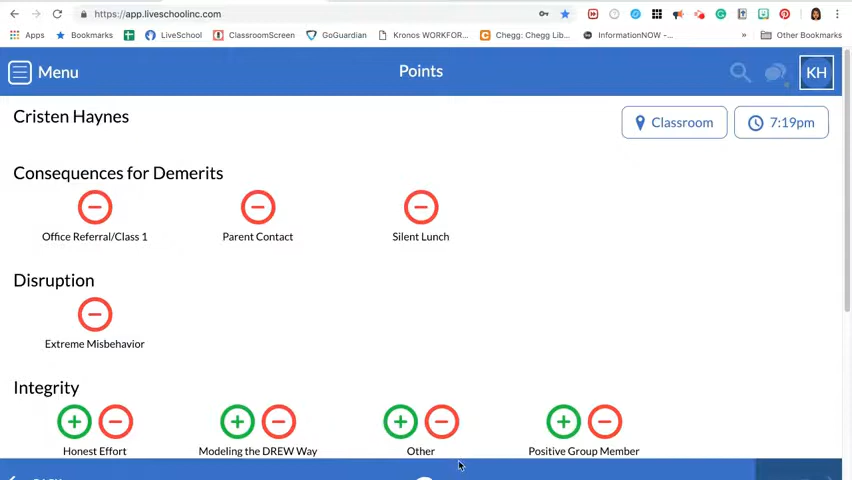 https://app.liveschoolinc.com
Apps
Bookmarks
LiveSchool
ClassroomScreen
GoGuardian
Kronos WORKFOR...
Chegg: Chegg Lib...
InformationNOW -...
»
Other Bookmarks
Menu
Points
KH
Cristen Haynes
Classroom
7:19pm
Consequences for Demerits
Office Referral/Class 1
Parent Contact
Silent Lunch
Disruption
Extreme Misbehavior
Integrity
Honest Effort
Modeling the DREW Way
Other
Positive Group Member